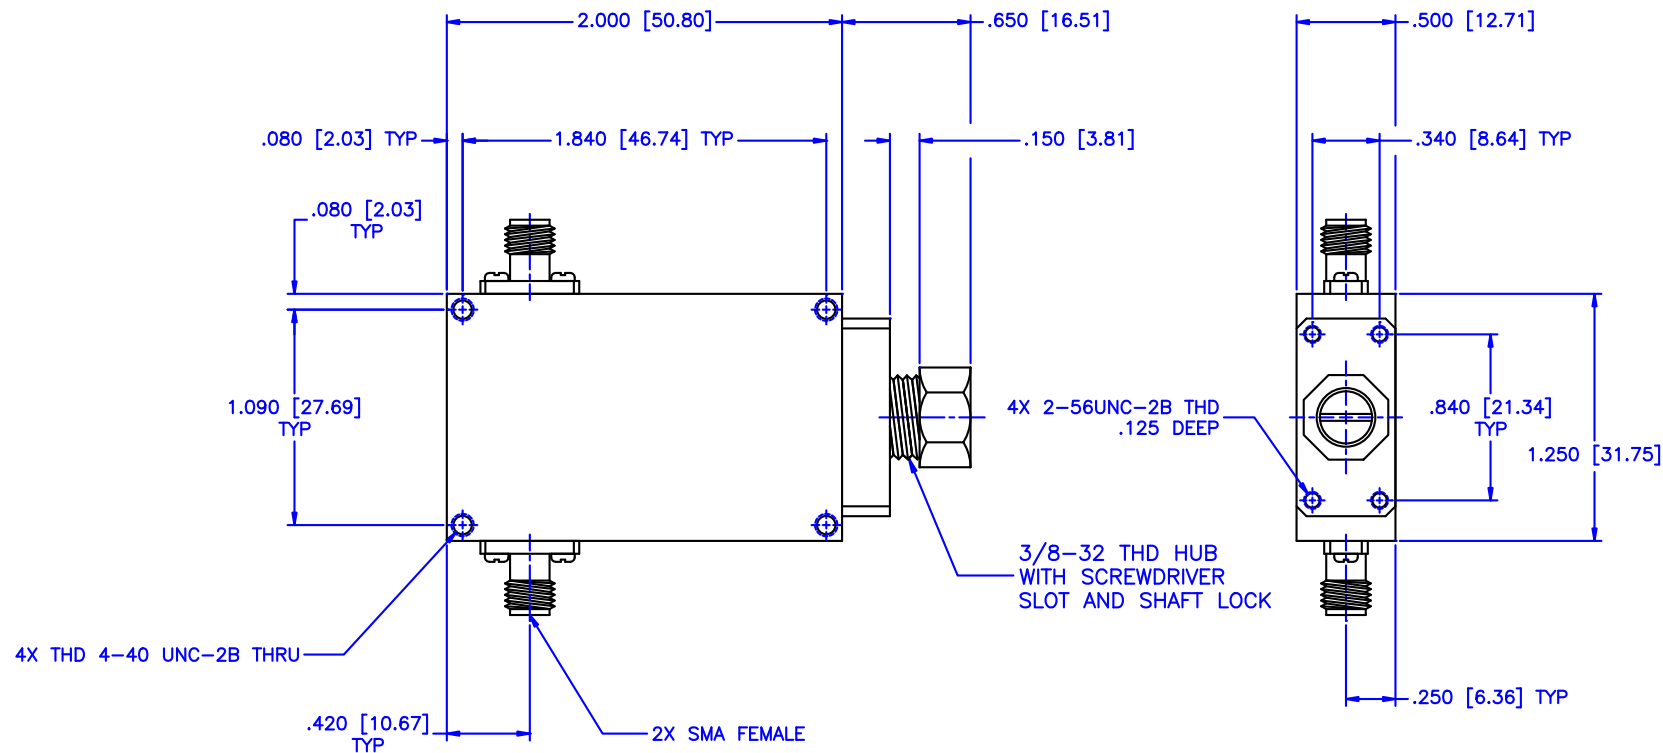 2.000 [50.80]
.650 [16.51]
.500 [12.71]
.080 [2.03] TYP
1.840 [46.74] TYP
.150 [3.81]
.340 [8.64] TYP
.080 [2.03]
TYP
1.090 [27.69]
TYP
4X 2-56UNC-2B THD
.125 DEEP
.840 [21.34]
TYP
1.250 [31.75]
3/8-32 THD HUB
WITH SCREWDRIVER
SLOT AND SHAFT LOCK
4X THD 4-40 UNC-2B THRU
.250 [6.36] TYP
.420 [10.67]
TYP
2X SMA FEMALE